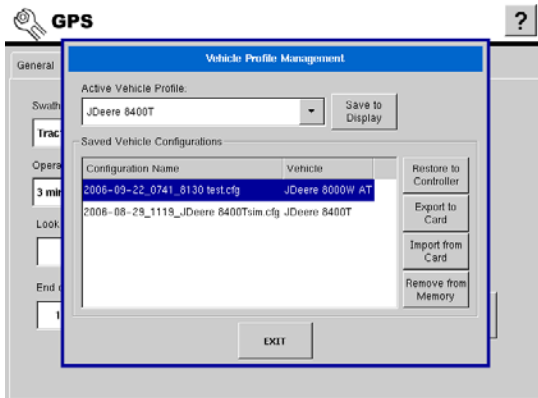 GPS
?
Vehicle Profile Management
General
Active Vehicle Profile:
JDeere 8400T
Save to
Display
Swath
Trac
Saved Vehicle Configurations
Configuration Name Vehicle
2006-09-22_0741_8130 test.cfg JDeere 8000W AT
2006-08-29_1119_JDeere 8400Tsim.cfg JDeere 8400T
Restore to
Controller
Export to
Card
Import from
Card
Remove from
Memory
Opera
3 min
Look
End
1
EXIT